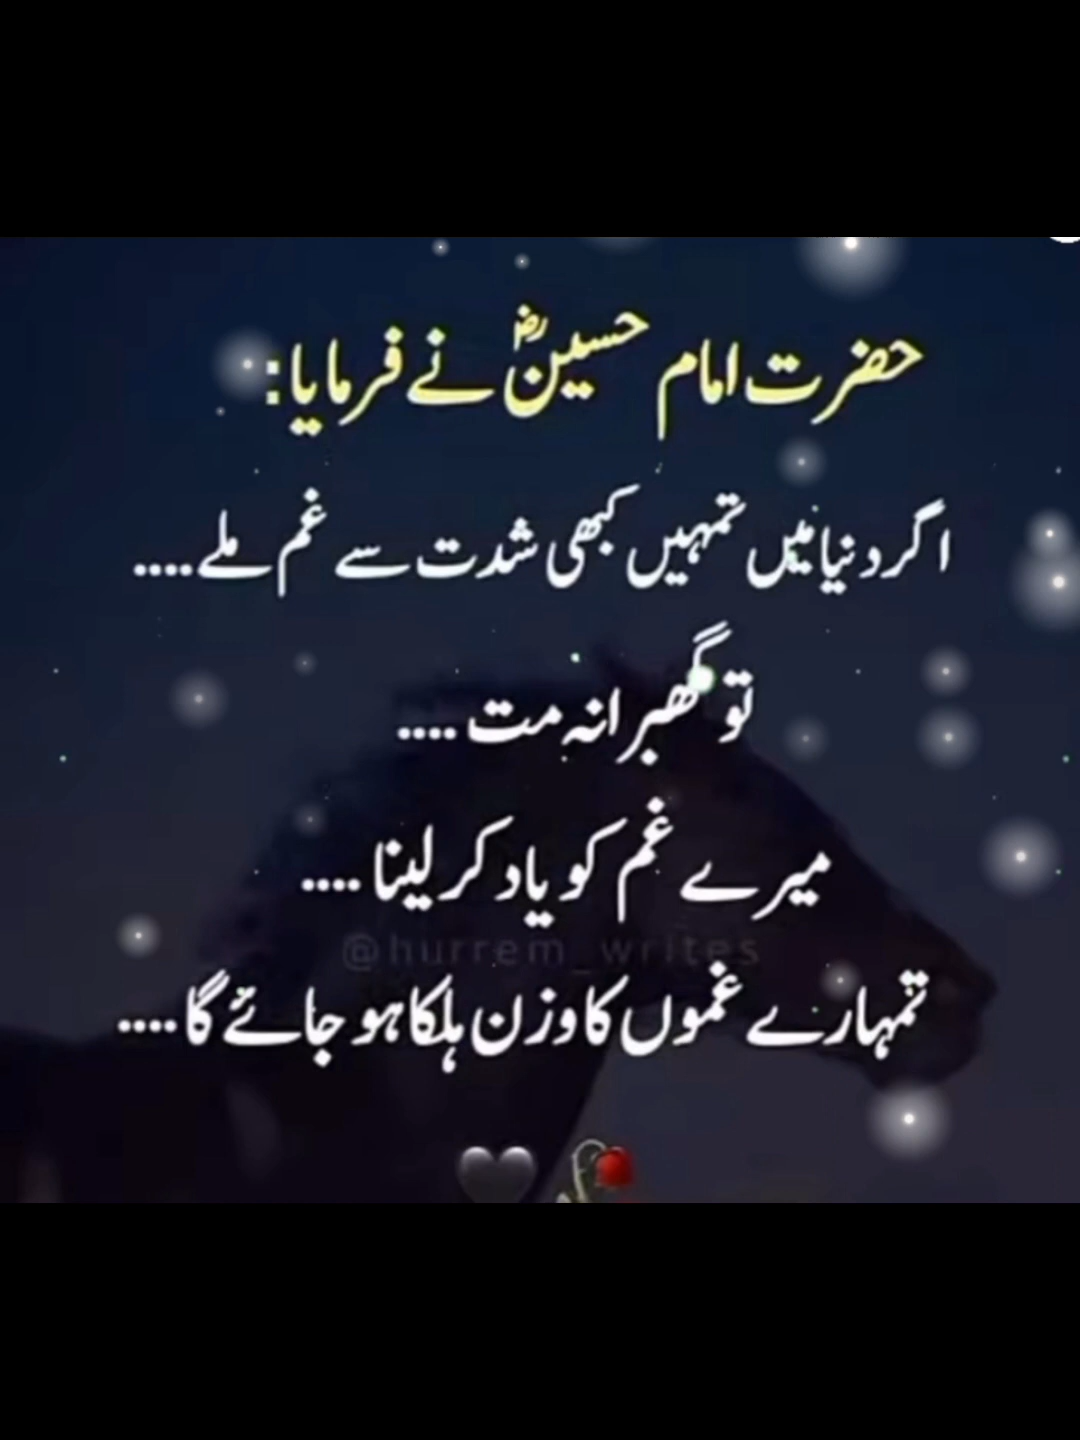 حضرت امام حسینؓ نے فرمایا:
اگر دنیا میں تمہیں کبھی شدت سے غم ملے....
تو گھبرانہ مت ....
میرے غم کو یاد کر لینا ....
@hurrem_writes
تمہارے غموں کا وزن ہلکا ہو جائے گا ....